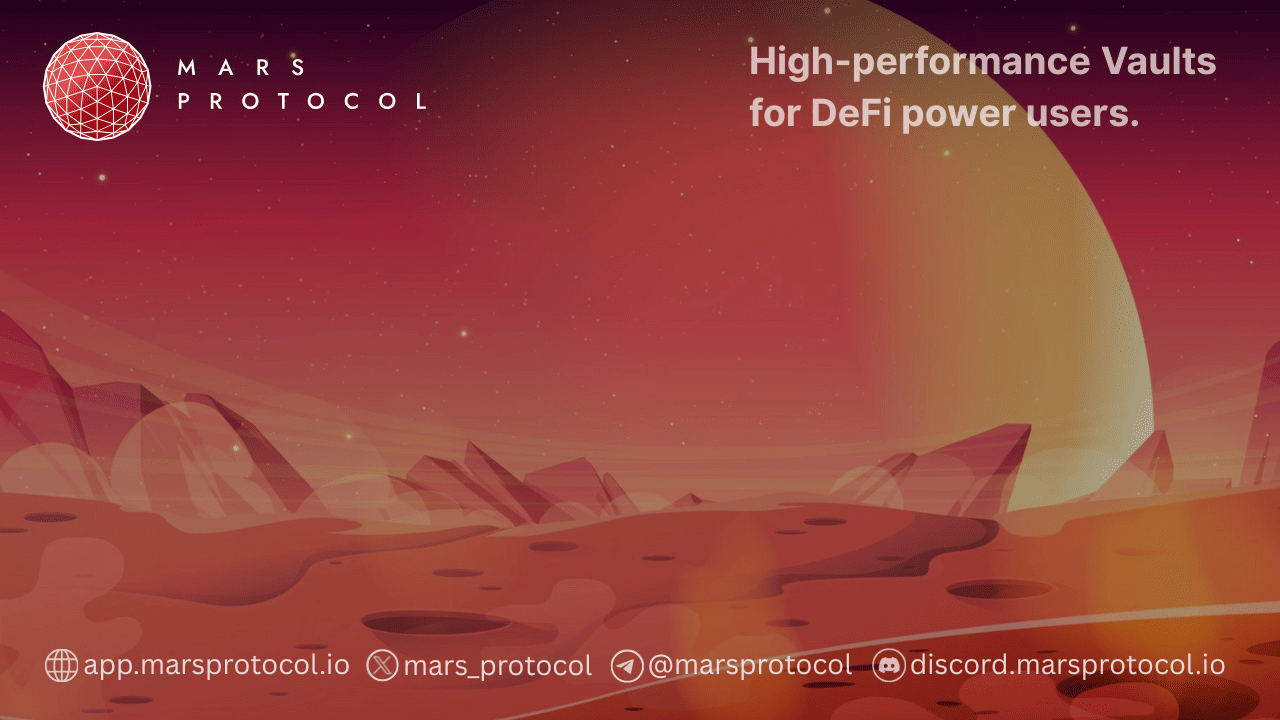 MARS
PROTOCOL
High-performance Vaults
for DeFi power users.
app.marsprotocol.io mars_protocol @marsprotocol discord.marsprotocol.io